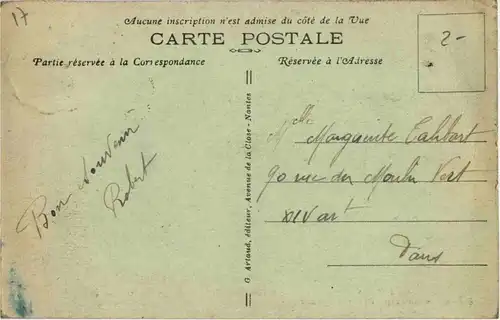 17
Aucune inscription n'est admise du côté de la Vue
CARTE POSTALE
Partie réservée à la Correspondance
Réservée à l'Adresse
2-
Bon Souvenir
Robert
G. Artaud, éditeur, Avenue de la Close - Nantes
Mlle Marguerite
90 rue du Moulin Vert
XIV art
Paris